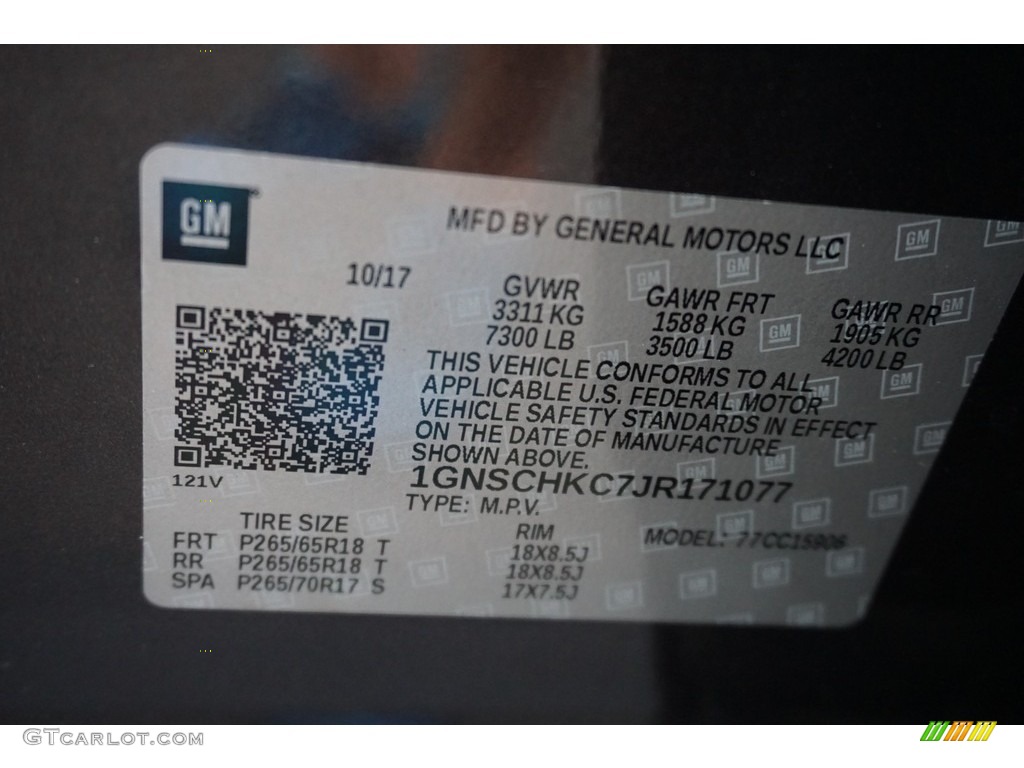 GM
MFD BY GENERAL MOTORS LLC
10/17
GVWR GAWR FRT GAWR RR
3311 KG 1588 KG 1905 KG
7300 LB 3500 LB 4200 LB
THIS VEHICLE CONFORMS TO ALL
APPLICABLE U.S. FEDERAL MOTOR
VEHICLE SAFETY STANDARDS IN EFFECT
ON THE DATE OF MANUFACTURE
SHOWN ABOVE.
121V
1GNSCHKC7JR171077
TYPE: M.P.V.
TIRE SIZE RIM MODEL: 77CC15906
FRT P265/65R18 T 18X8.5J
RR P265/65R18 T 18X8.5J
SPA P265/70R17 S 17X7.5J
GTcarlot.com